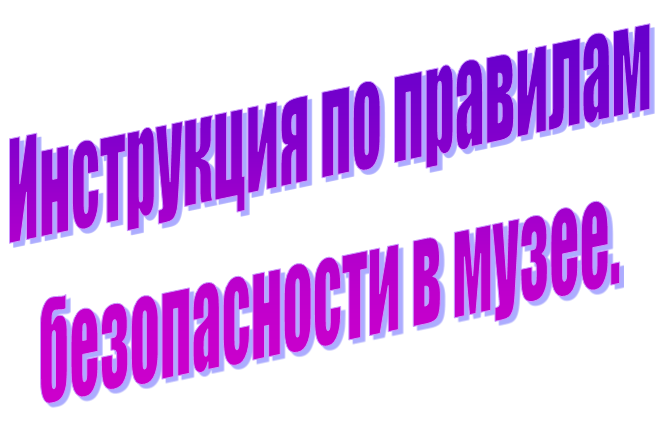 Инструкция по правилам
безопасности в музее.